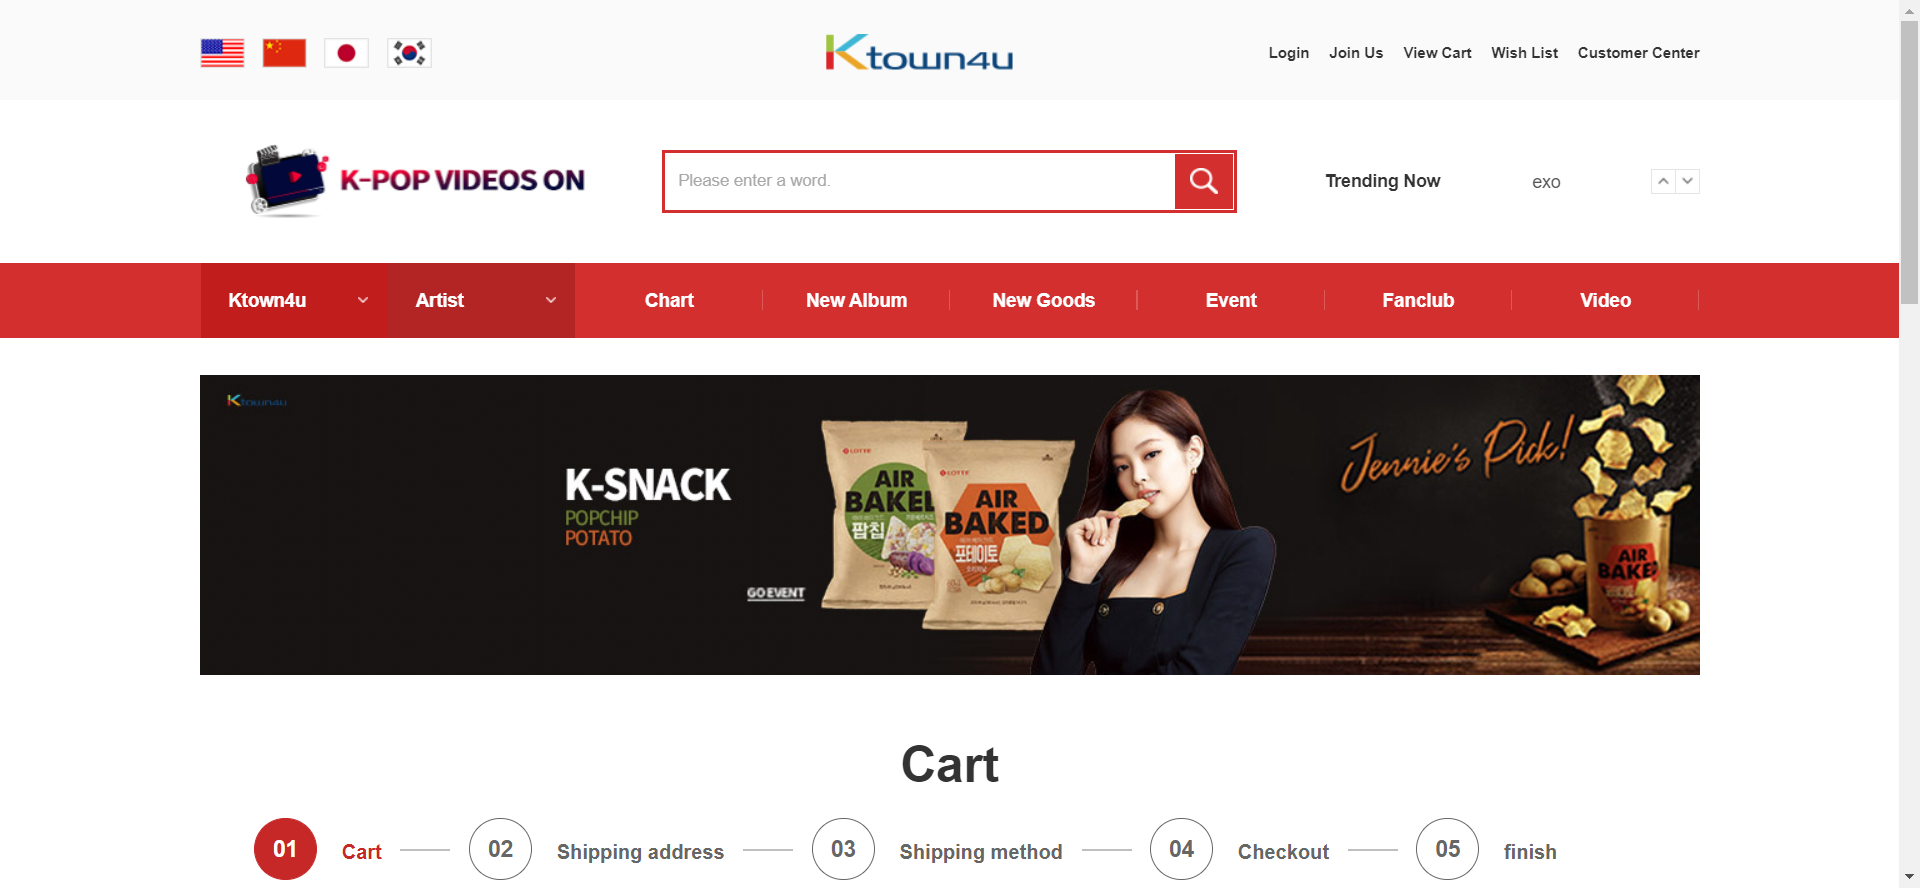 Ktown4u
Login
Join Us
View Cart
Wish List
Customer Center
K-POP VIDEOS ON
Please enter a word.
Trending Now
exo
Ktown4u
Artist
Chart
New Album
New Goods
Event
Fanclub
Video
Ktown4u
K-SNACK
POPCHIP
POTATO
GO EVENT
LOTTE
AIR
BAKED
팝칩
LOTTE
AIR
BAKED
포테이토
Jennie's Pick!
AIR
BAKED
Cart
01 Cart
02 Shipping address
03 Shipping method
04 Checkout
05 finish